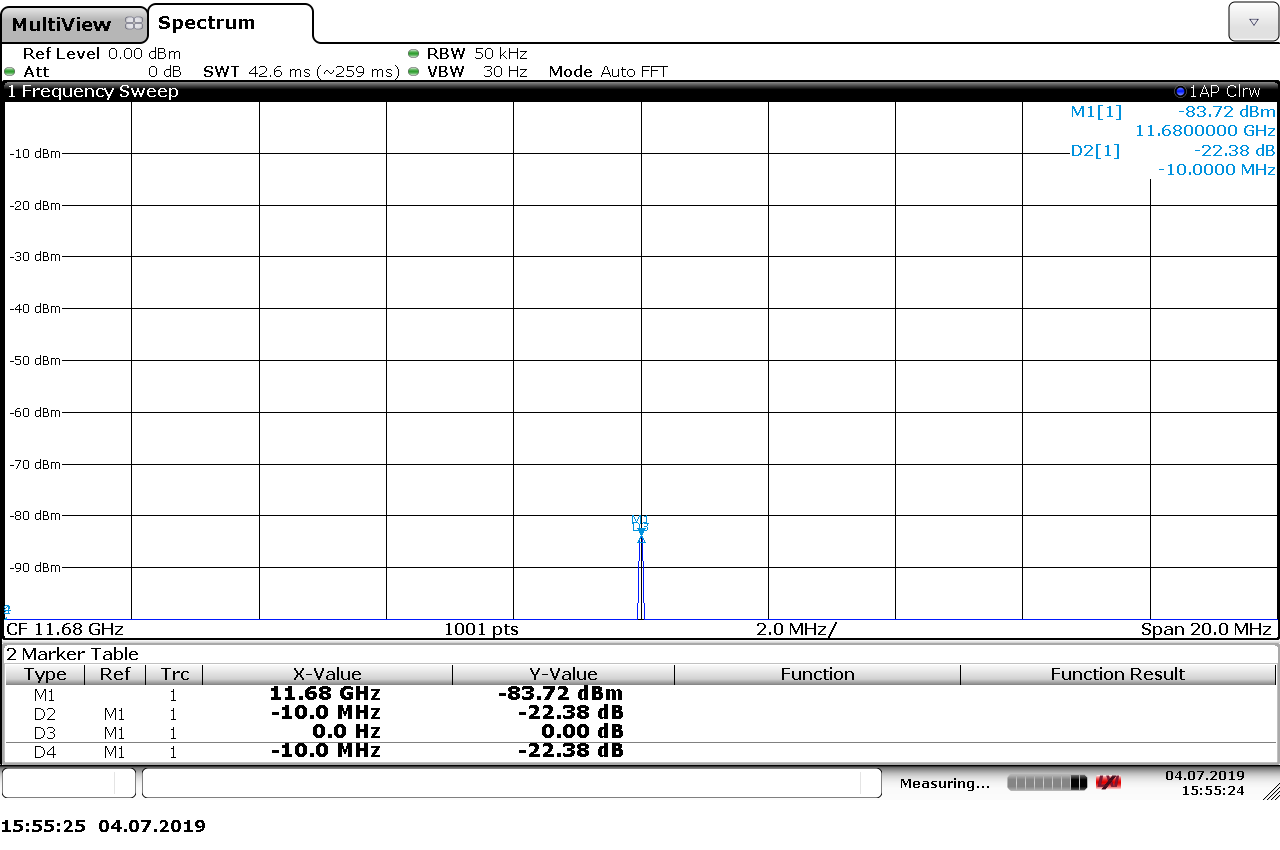 MultiView Spectrum
Ref Level 0.00 dBm RBW 50 kHz
Att 0 dB SWT 42.6 ms (~259 ms) VBW 30 Hz Mode Auto FFT
1 Frequency Sweep 1AP Clrw
M1[1] -83.72 dBm
11.6800000 GHz
-10 dBm D2[1] -22.38 dB
-10.0000 MHz
-20 dBm
-30 dBm
-40 dBm
-50 dBm
-60 dBm
-70 dBm
-80 dBm
M1
-90 dBm
CF 11.68 GHz 1001 pts 2.0 MHz/ Span 20.0 MHz
2 Marker Table
Type Ref Trc X-Value Y-Value Function Function Result
M1 1 11.68 GHz -83.72 dBm
D2 M1 1 -10.0 MHz -22.38 dB
D3 M1 1 0.0 Hz 0.00 dB
D4 M1 1 -10.0 MHz -22.38 dB
Measuring... 04.07.2019
15:55:24
15:55:25 04.07.2019